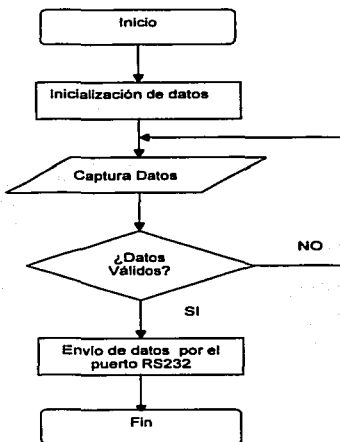 Inicio
Inicialización de datos
Captura Datos
¿Datos
Válidos?
NO
SI
Envío de datos por el
puerto RS232
Fin